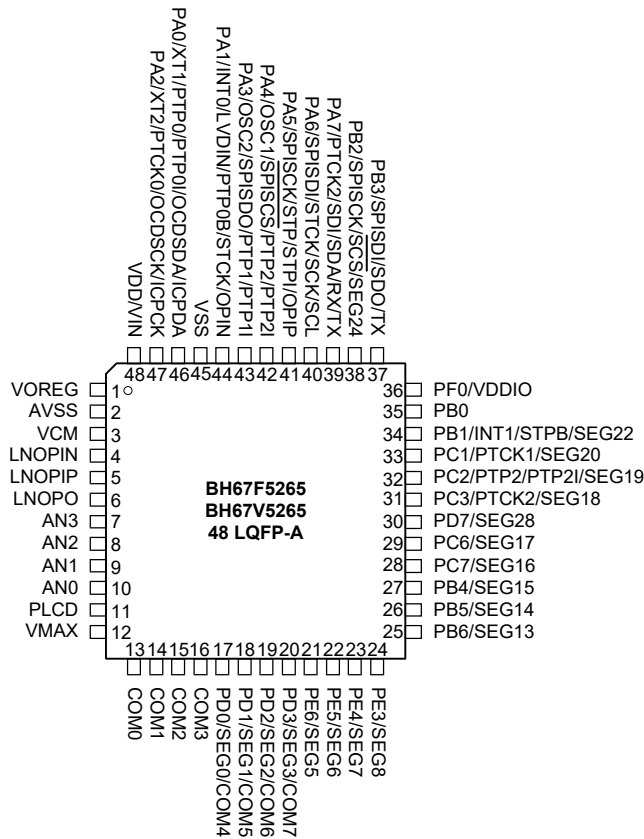 VDD/VIN
PA2/XT2/PTCK0/OCDSCK/ICPCK
PA0/XT1/PTP0/PTP0I/OCDSDA/ICPDA
VSS
PA1/INT0/LVDIN/PTP0B/STCK/OPIN
PA3/OSC2/SPISDO/PTP1/PTP1I
PA4/OSC1/SPISCS/PTP2/PTP2I
PA5/SPISCK/STP/STPI/OPIP
PA6/SPISDI/STCK/SCK/SCL
PA7/PTCK2/SDI/SDA/RX/TX
PB2/SPISCK/SCS/SEG24
PB3/SPISDI/SDO/TX
48 47 46 45 44 43 42 41 40 39 38 37
VOREG 1
AVSS 2
VCM 3
LNOPIN 4
LNOPIP 5
LNOPO 6
AN3 7
AN2 8
AN1 9
AN0 10
PLCD 11
VMAX 12
BH67F5265
BH67V5265
48 LQFP-A
36 PF0/VDDIO
35 PB0
34 PB1/INT1/STPB/SEG22
33 PC1/PTCK1/SEG20
32 PC2/PTP2/PTP2I/SEG19
31 PC3/PTCK2/SEG18
30 PD7/SEG28
29 PC6/SEG17
28 PC7/SEG16
27 PB4/SEG15
26 PB5/SEG14
25 PB6/SEG13
13 14 15 16 17 18 19 20 21 22 23 24
COM0
COM1
COM2
COM3
PD0/SEG0/COM4
PD1/SEG1/COM5
PD2/SEG2/COM6
PD3/SEG3/COM7
PE6/SEG5
PE5/SEG6
PE4/SEG7
PE3/SEG8